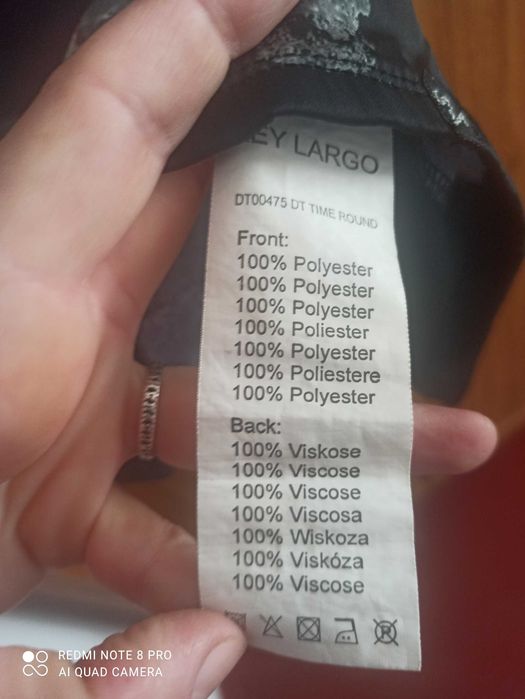 EY LARGO
DT00475 DT TIME ROUND
Front:
100% Polyester
100% Polyester
100% Polyester
100% Poliester
100% Polyester
100% Poliestere
100% Polyester
Back:
100% Viskose
100% Viscose
100% Viscose
100% Viscosa
100% Wiskoza
100% Viskóza
100% Viscose
REDMI NOTE 8 PRO
AI QUAD CAMERA